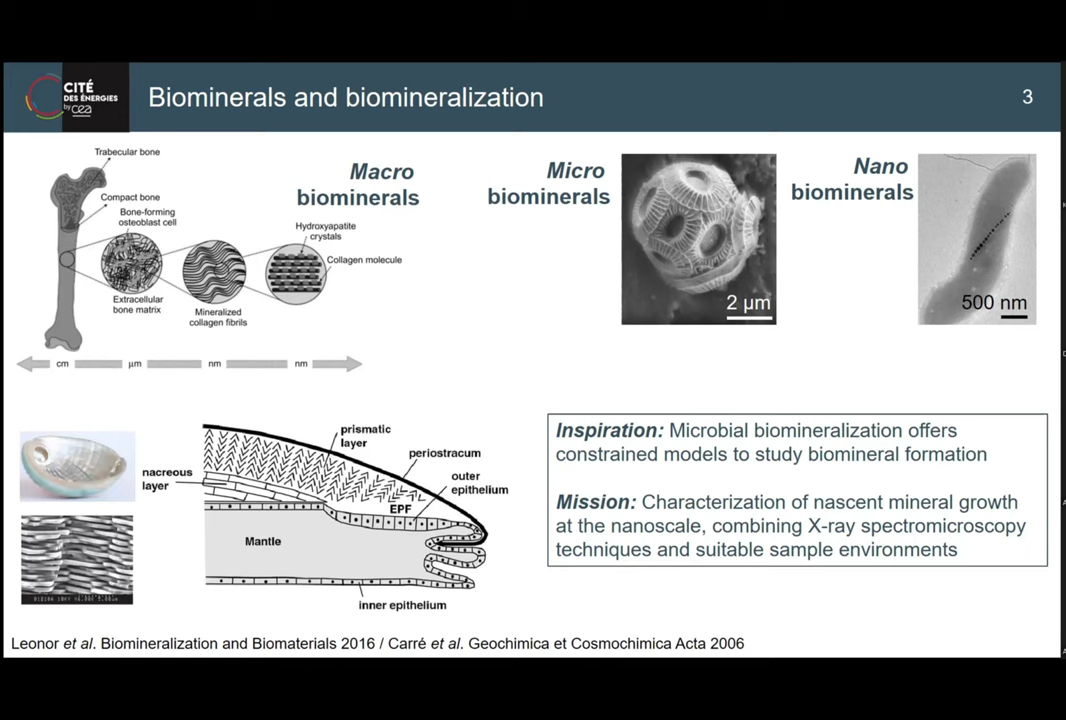 CITÉ
DES ÉNERGIES
by cea
Biominerals and biomineralization
3
Trabecular bone
Compact bone
Bone-forming
osteoblast cell
Extracellular
bone matrix
Mineralized
collagen fibrils
Hydroxyapatite
crystals
Collagen molecule
cm
µm
nm
nm
Macro
biominerals
Micro
biominerals
2 µm
Nano
biominerals
500 nm
nacreous
layer
prismatic
layer
periostracum
outer
epithelium
EPF
Mantle
inner epithelium
Inspiration: Microbial biomineralization offers
constrained models to study biomineral formation
Mission: Characterization of nascent mineral growth
at the nanoscale, combining X-ray spectromicroscopy
techniques and suitable sample environments
Leonor et al. Biomineralization and Biomaterials 2016 / Carré et al. Geochimica et Cosmochimica Acta 2006